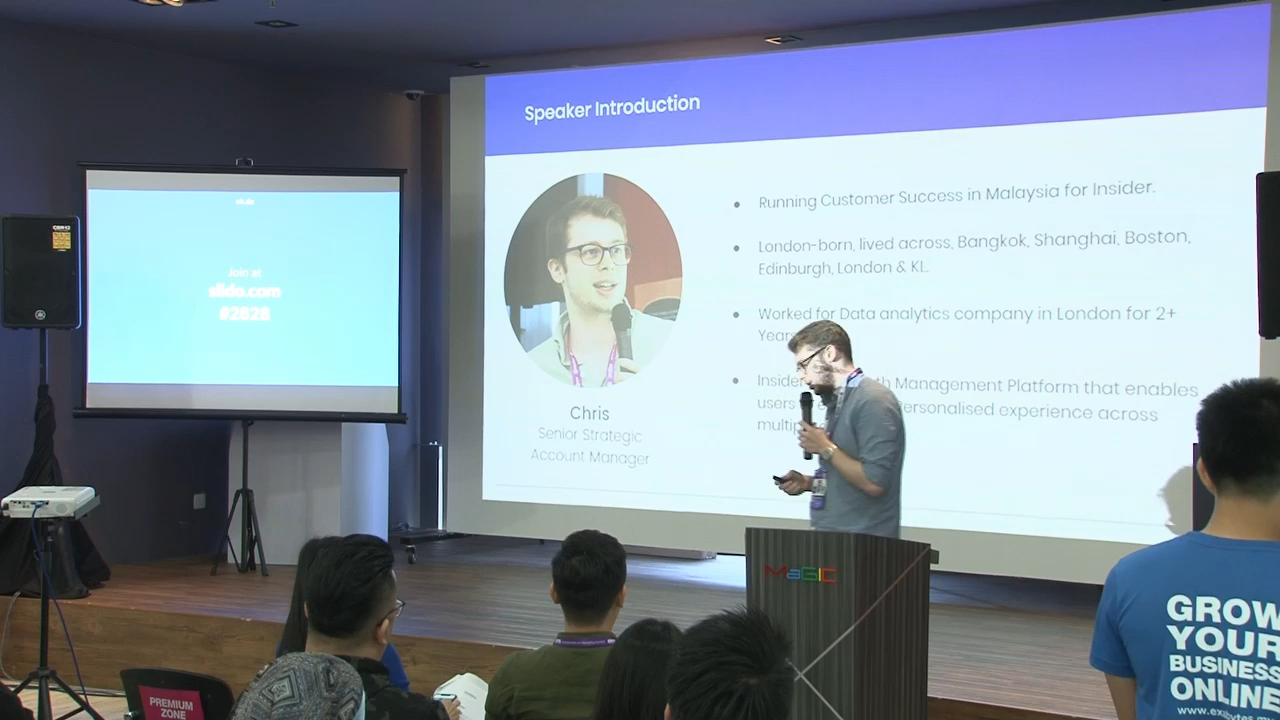 Speaker Introduction
Running Customer Success in Malaysia for Insider.
London-born, lived across, Bangkok, Shanghai, Boston,
Edinburgh, London & KL.
Worked for Data analytics company in London for 2+
Insider Management Platform that enables
users personalised experience across
Chris
Senior Strategic
Account Manager
Join at
slido.com
#2828
MaGIC
PREMIUM
ZONE
GROW
YOUR
BUSINESS
ONLINE